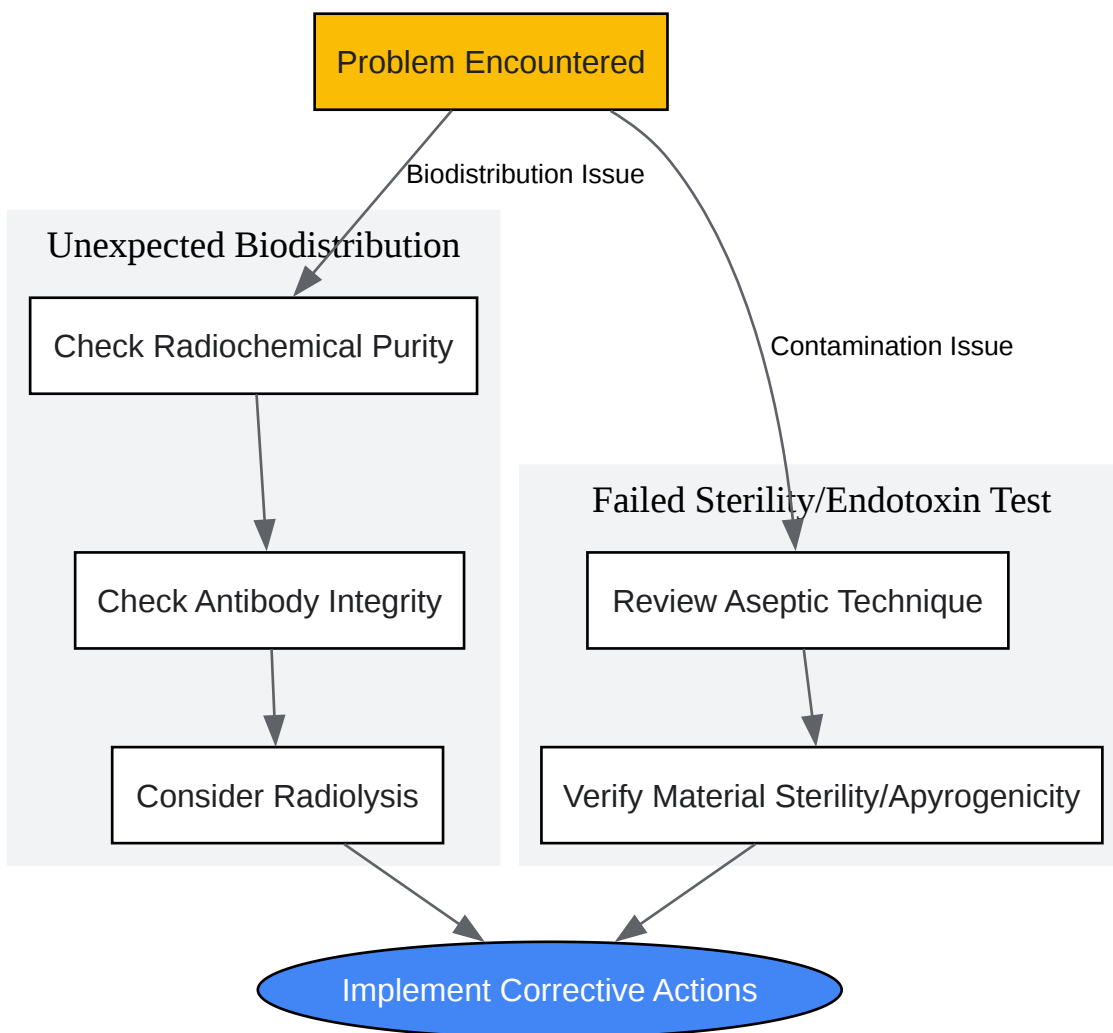 Problem Encountered
Biodistribution Issue
Unexpected Biodistribution
Check Radiochemical Purity
Contamination Issue
Failed Sterility/Endotoxin Test
Check Antibody Integrity
Review Aseptic Technique
Consider Radiolysis
Verify Material Sterility/Apyrogenicity
Implement Corrective Actions